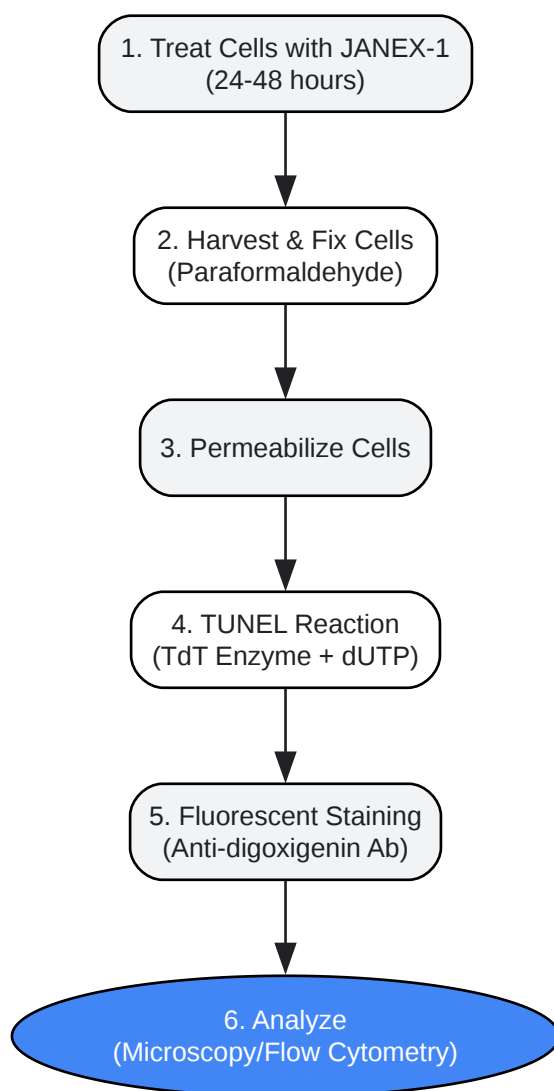 1. Treat Cells with JANEX-1
(24-48 hours)
2. Harvest & Fix Cells
(Paraformaldehyde)
3. Permeabilize Cells
4. TUNEL Reaction
(TdT Enzyme + dUTP)
5. Fluorescent Staining
(Anti-digoxigenin Ab)
6. Analyze
(Microscopy/Flow Cytometry)